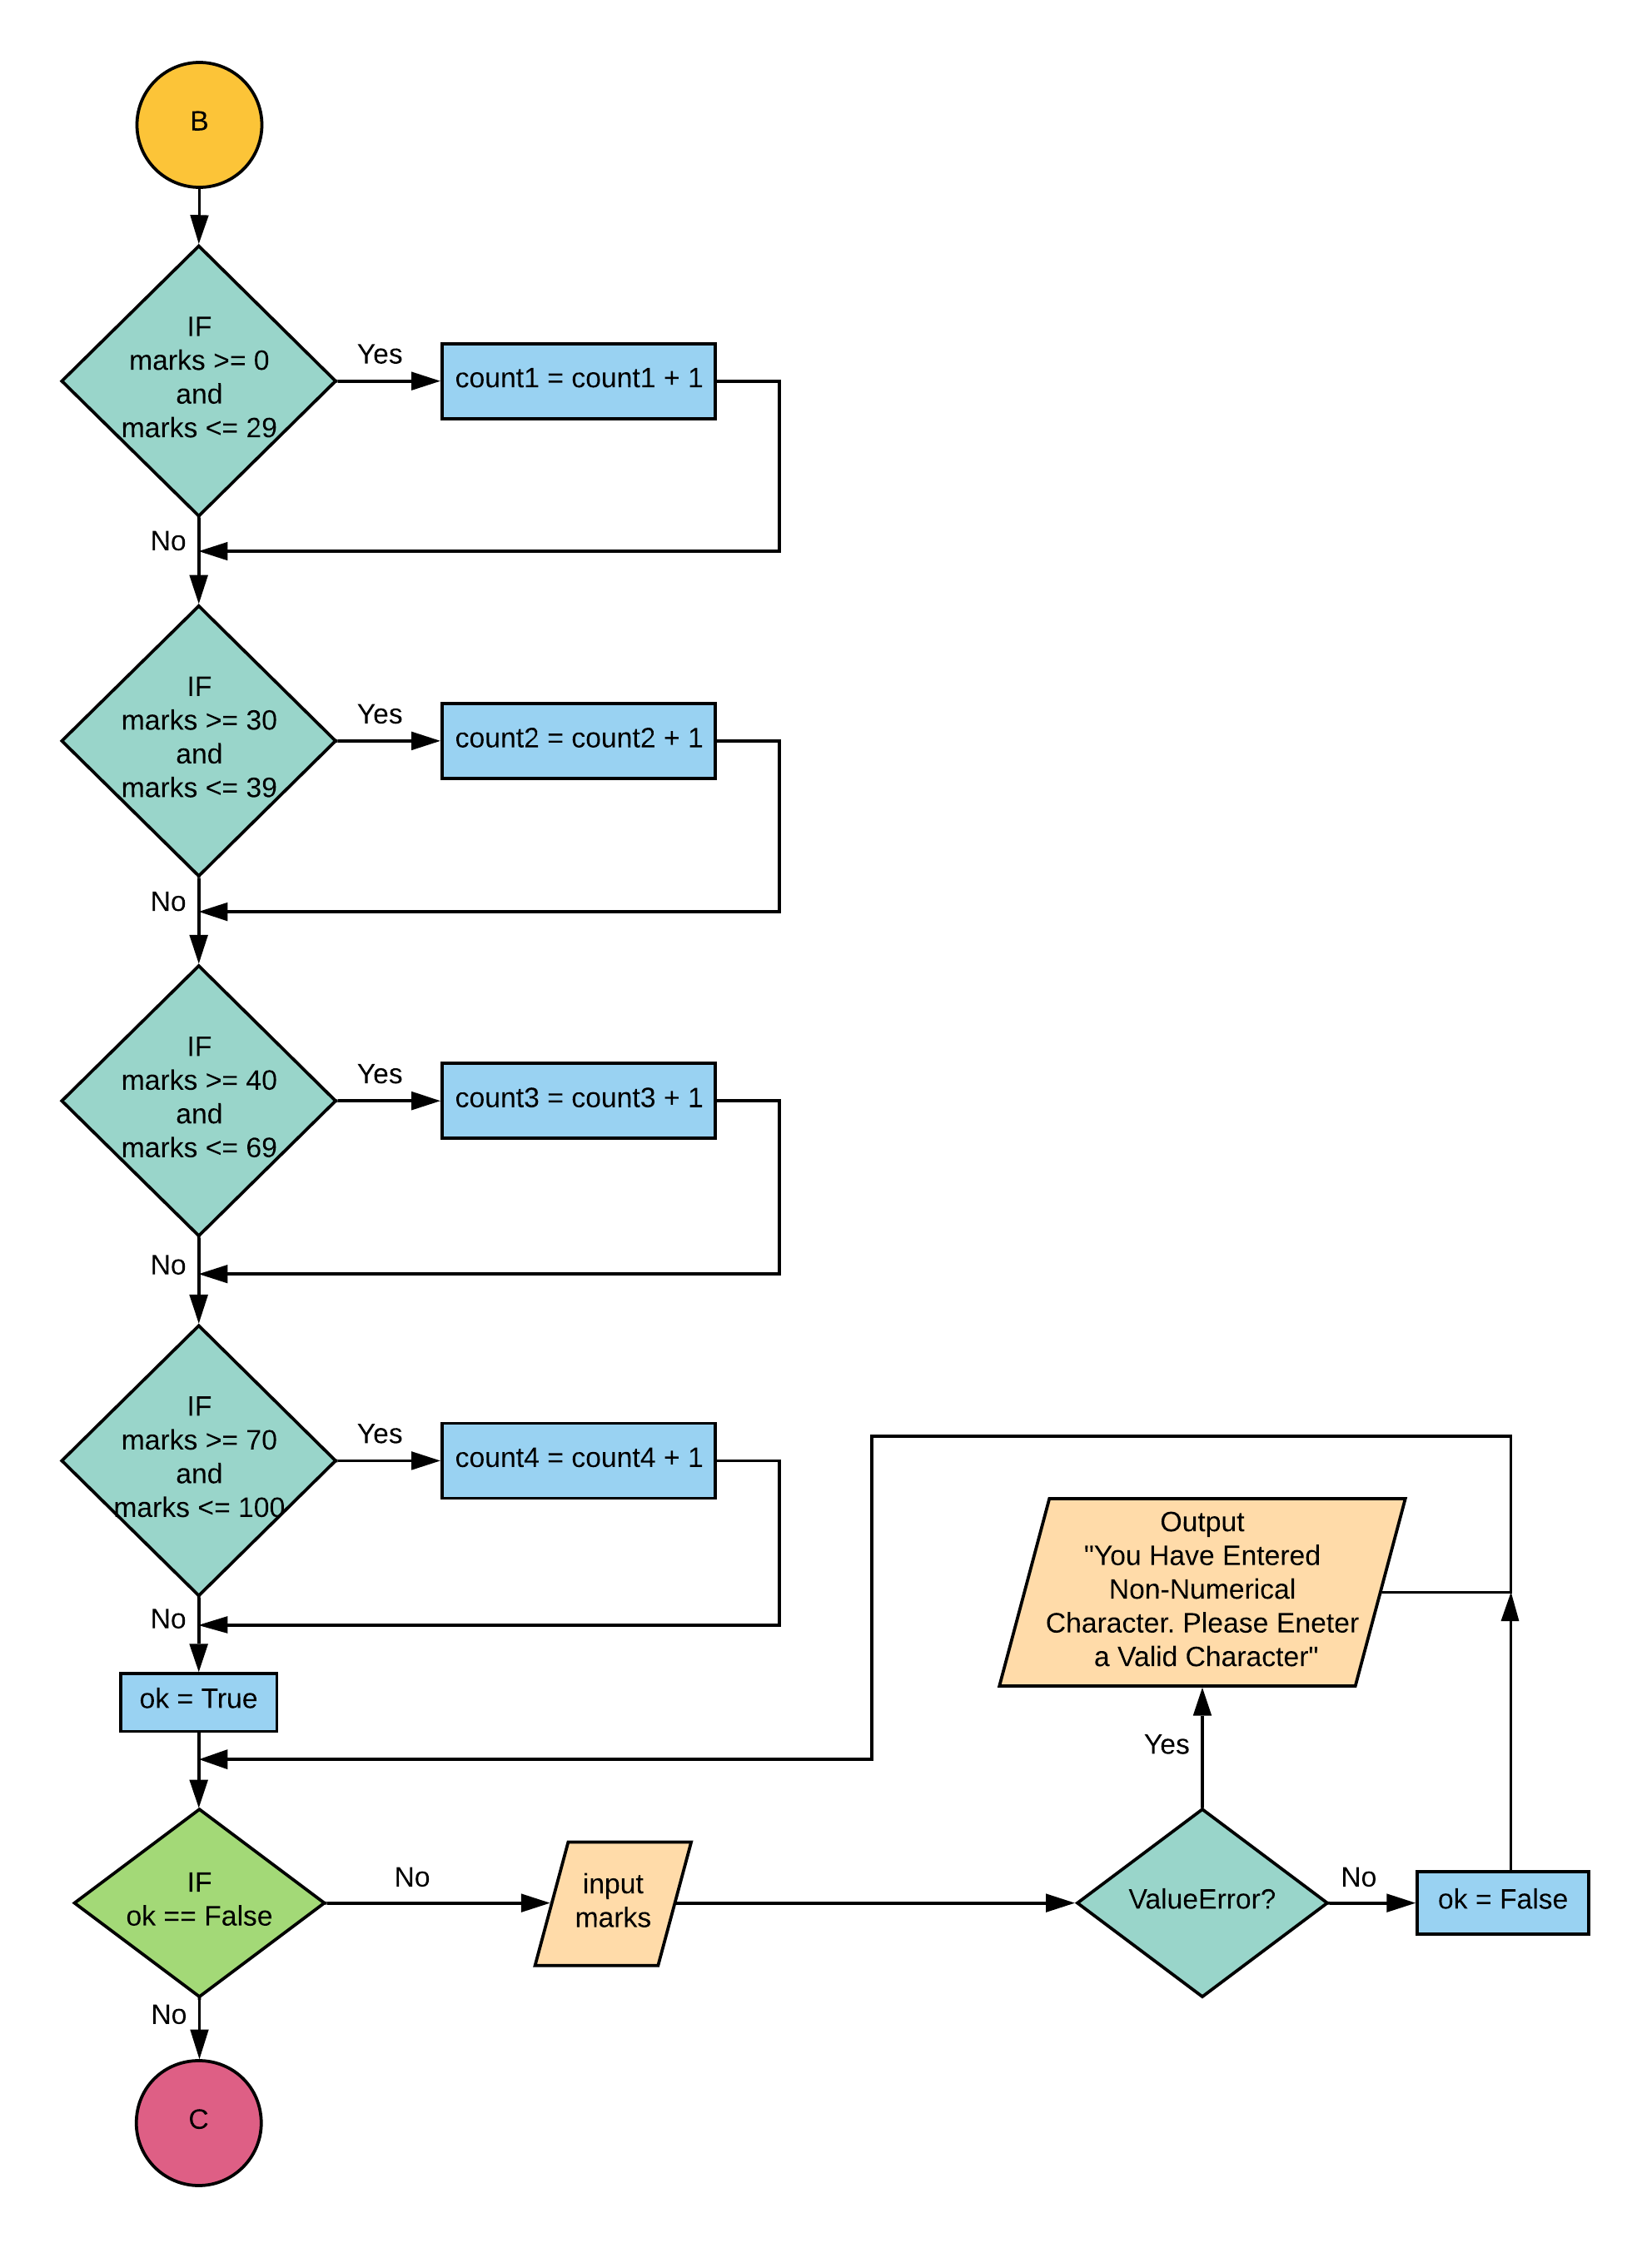 B
IF
marks >= 0
and
marks <= 29
Yes
count1 = count1 + 1
No
IF
marks >= 30
and
marks <= 39
Yes
count2 = count2 + 1
No
IF
marks >= 40
and
marks <= 69
Yes
count3 = count3 + 1
No
IF
marks >= 70
and
marks <= 100
Yes
count4 = count4 + 1
No
ok = True
IF
ok == False
No
input
marks
ValueError?
Yes
Output
"You Have Entered
Non-Numerical
Character. Please Eneter
a Valid Character"
No
ok = False
No
C